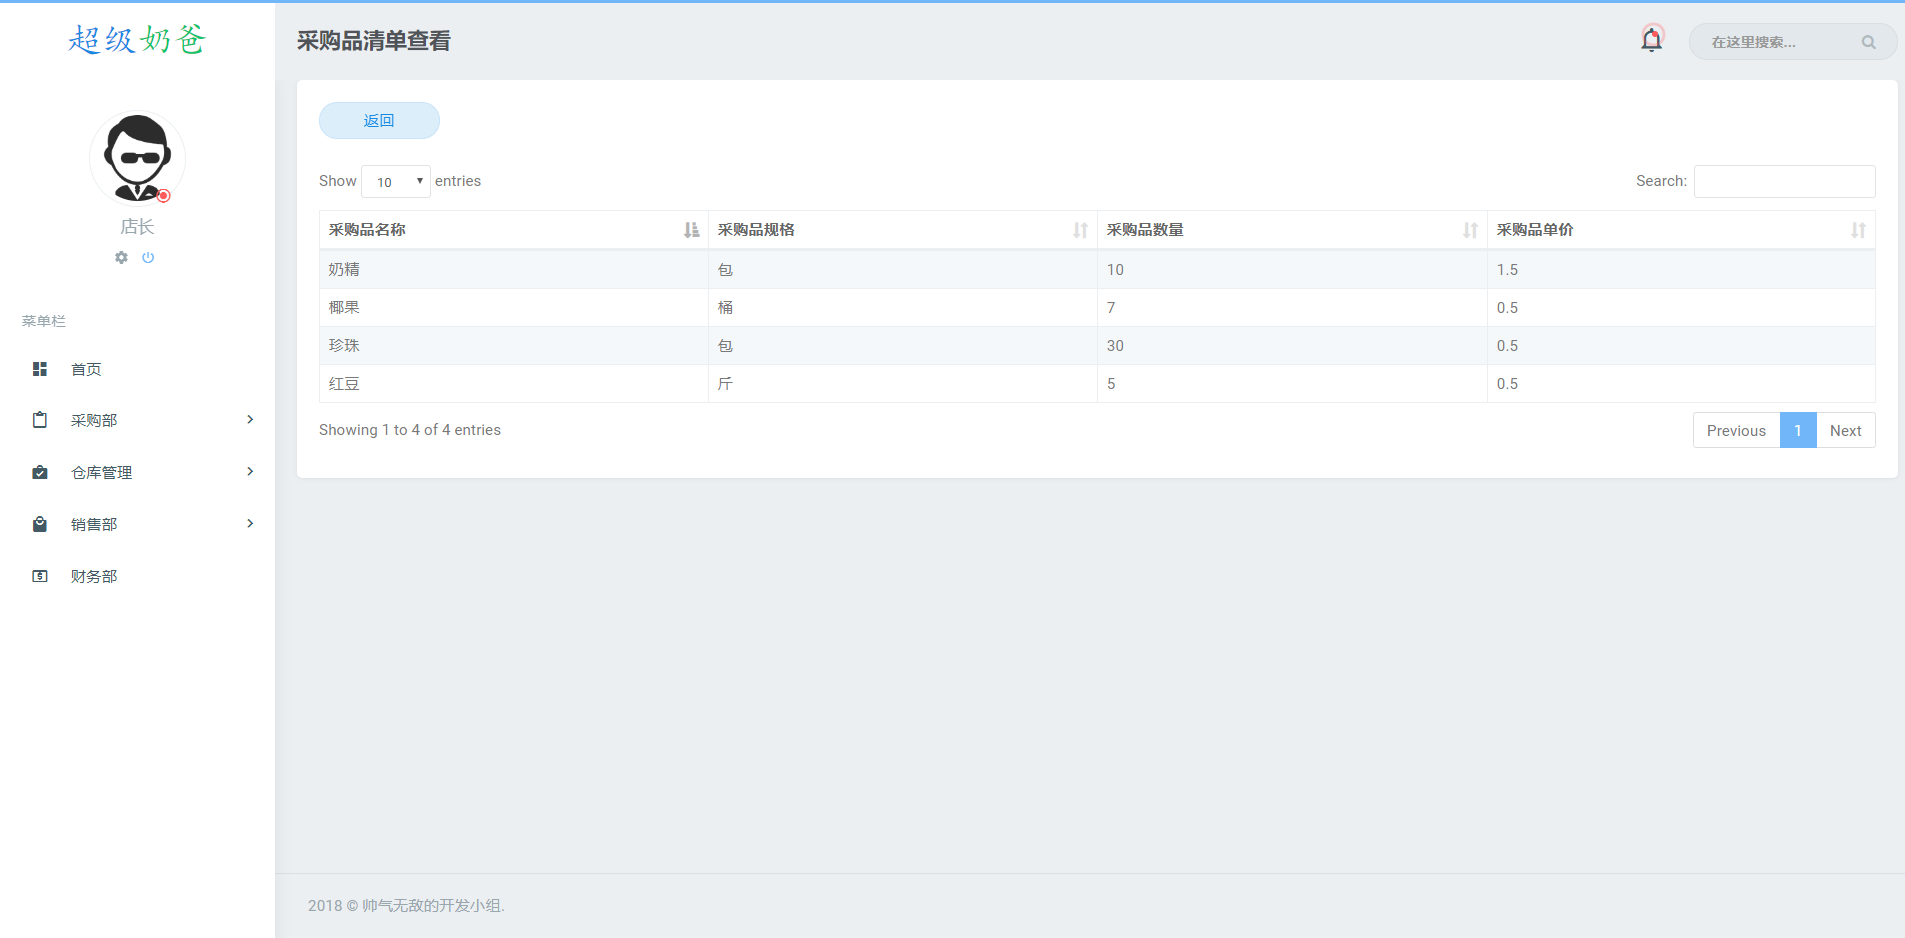 超级奶爸
店长
菜单栏
首页
采购部
仓库管理
销售部
财务部
采购品清单查看
在这里搜索...
返回
Show 10 entries
Search:
采购品名称 采购品规格 采购品数量 采购品单价
奶精 包 10 1.5
椰果 桶 7 0.5
珍珠 包 30 0.5
红豆 斤 5 0.5
Showing 1 to 4 of 4 entries
Previous 1 Next
2018 © 帅气无敌的开发小组.